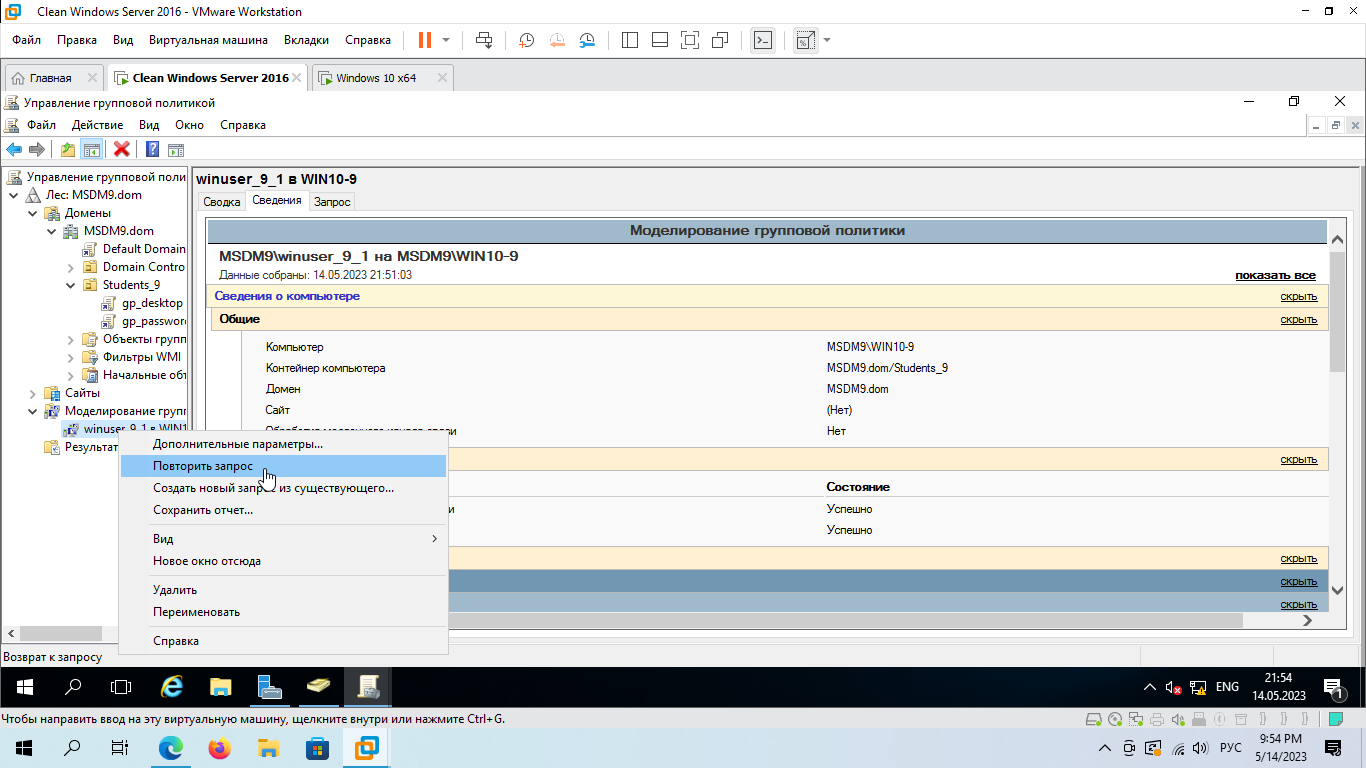 Clean Windows Server 2016 - VMware Workstation
Файл Правка Вид Виртуальная машина Вкладки Справка
Главная Clean Windows Server 2016 Windows 10 x64
Управление групповой политикой
Файл Действие Вид Окно Справка
Управление групповой поли
Лес: MSDM9.dom
Домены
MSDM9.dom
Default Domain
Domain Contro
Students_9
gp_desktop
gp_password
Объекты групп
Фильтры WMI
Начальные объ
Сайты
Моделирование групп
winuser_9_1 в WIN1
Результат
winuser_9_1 в WIN10-9
Сводка Сведения Запрос
Моделирование групповой политики
MSDM9\winuser_9_1 на MSDM9\WIN10-9
Данные собраны: 14.05.2023 21:51:03
показать все
Сведения о компьютере скрыть
Общие скрыть
Компьютер MSDM9\WIN10-9
Контейнер компьютера MSDM9.dom/Students_9
Домен MSDM9.dom
Сайт (Нет)
Нет
скрыть
Состояние
и Успешно
Успешно
скрыть
скрыть
скрыть
Дополнительные параметры...
Повторить запрос
Создать новый запрос из существующего...
Сохранить отчет...
Вид
Новое окно отсюда
Удалить
Переименовать
Справка
Возврат к запросу
ENG
21:54
14.05.2023
1
Чтобы направить ввод на эту виртуальную машину, щелкните внутри или нажмите Ctrl+G.
РУС
9:54 PM
5/14/2023